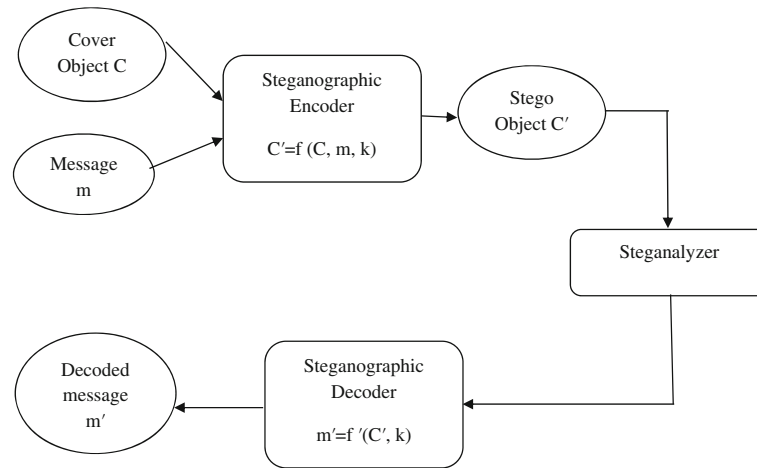 Cover
Object C
Steganographic
Encoder
C′=f (C, m, k)
Stego
Object C′
Message
m
Steganalyzer
Steganographic
Decoder
m′=f ′(C′, k)
Decoded
message
m′